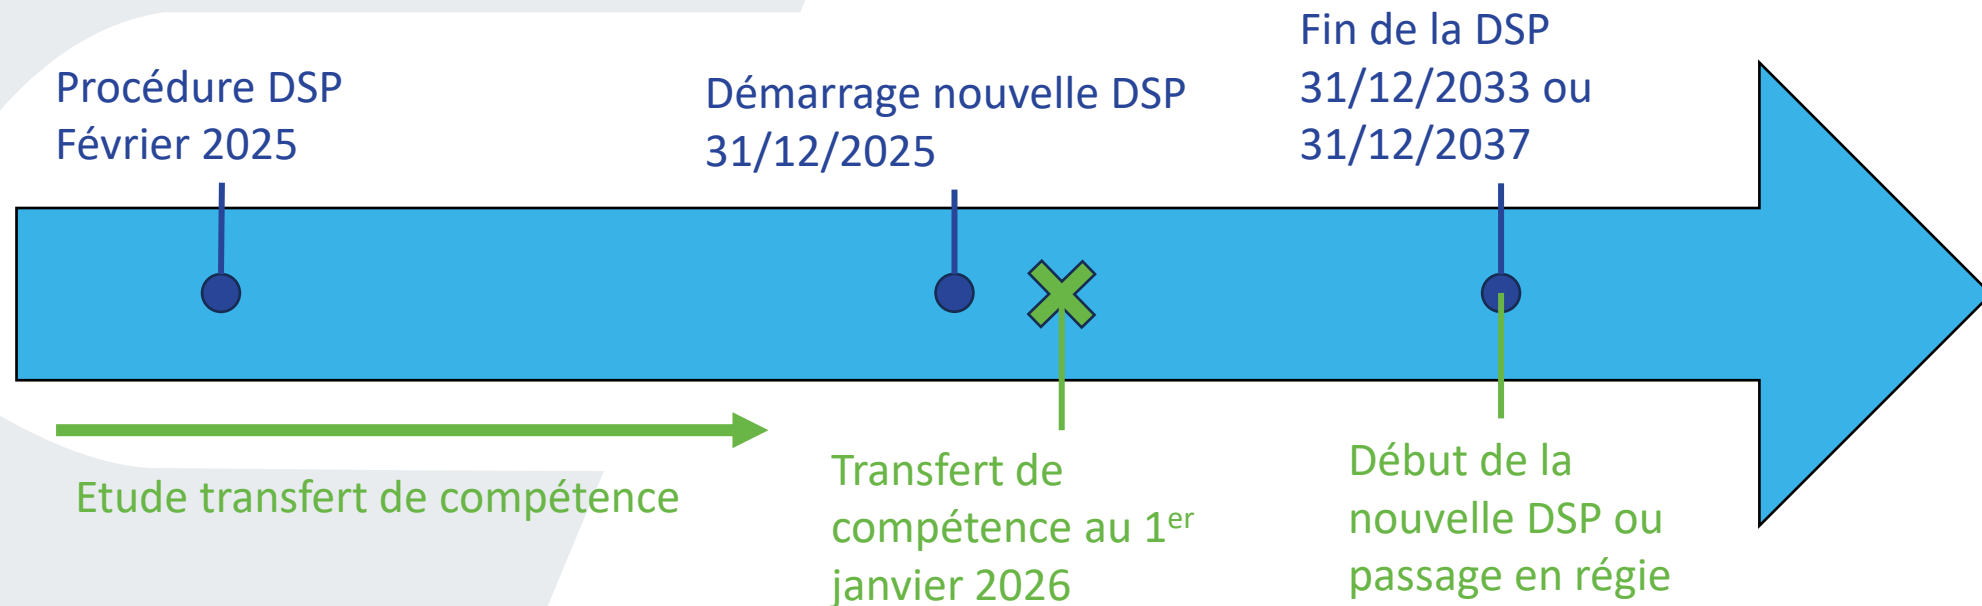 Procédure DSP
Février 2025
Démarrage nouvelle DSP
31/12/2025
Fin de la DSP
31/12/2033 ou
31/12/2037
Etude transfert de compétence
Transfert de
compétence au 1er
janvier 2026
Début de la
nouvelle DSP ou
passage en régie